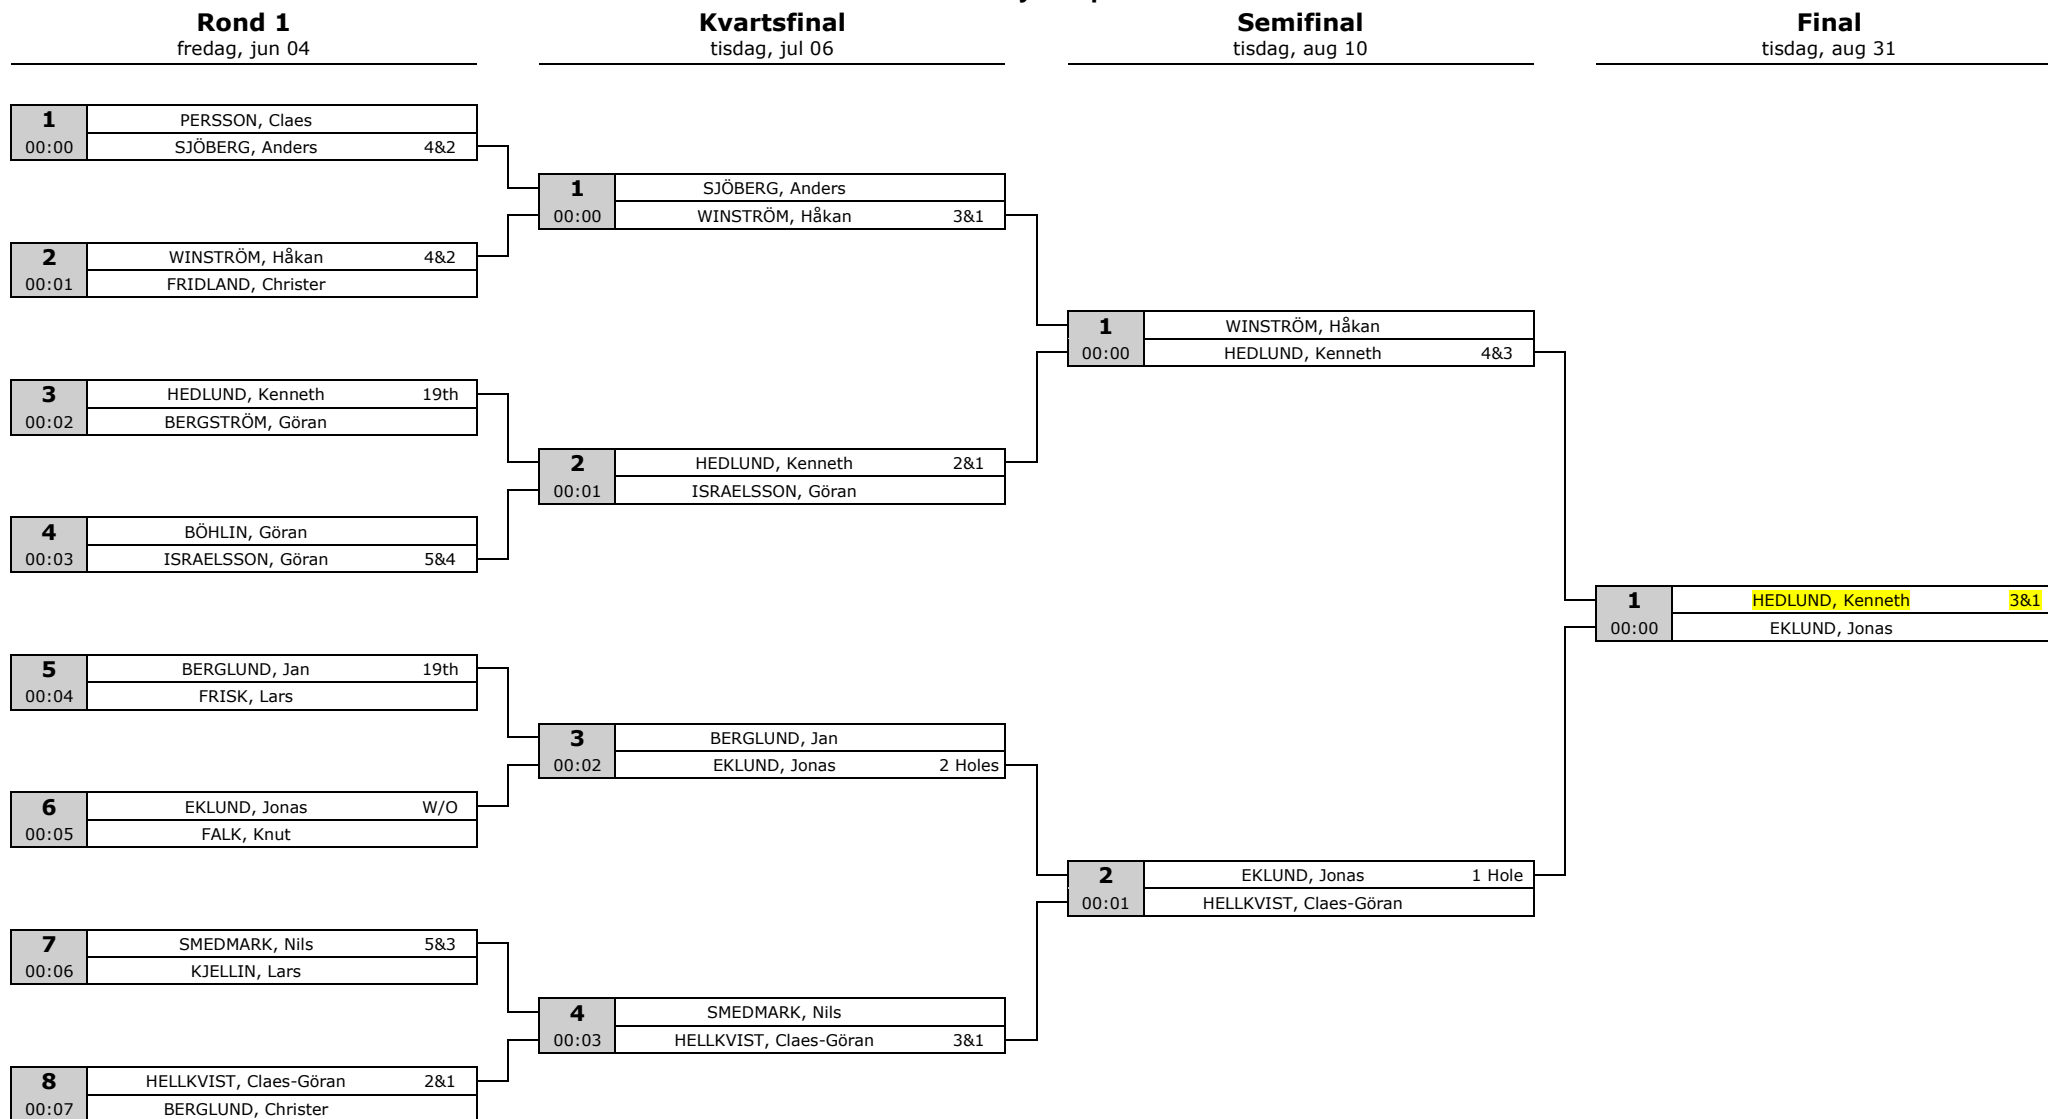 Rond 1
fredag, jun 04
Kvartsfinal
tisdag, jul 06
Semifinal
tisdag, aug 10
Final
tisdag, aug 31
1 PERSSON, Claes
00:00 SJÖBERG, Anders 4&2
2 WINSTRÖM, Håkan 4&2
00:01 FRIDLAND, Christer
3 HEDLUND, Kenneth 19th
00:02 BERGSTRÖM, Göran
4 BÖHLIN, Göran
00:03 ISRAELSSON, Göran 5&4
5 BERGLUND, Jan 19th
00:04 FRISK, Lars
6 EKLUND, Jonas W/O
00:05 FALK, Knut
7 SMEDMARK, Nils 5&3
00:06 KJELLIN, Lars
8 HELLKVIST, Claes-Göran 2&1
00:07 BERGLUND, Christer
1 SJÖBERG, Anders
00:00 WINSTRÖM, Håkan 3&1
2 HEDLUND, Kenneth 2&1
00:01 ISRAELSSON, Göran
3 BERGLUND, Jan
00:02 EKLUND, Jonas 2 Holes
4 SMEDMARK, Nils
00:03 HELLKVIST, Claes-Göran 3&1
1 WINSTRÖM, Håkan
00:00 HEDLUND, Kenneth 4&3
2 EKLUND, Jonas 1 Hole
00:01 HELLKVIST, Claes-Göran
1 HEDLUND, Kenneth 3&1
00:00 EKLUND, Jonas